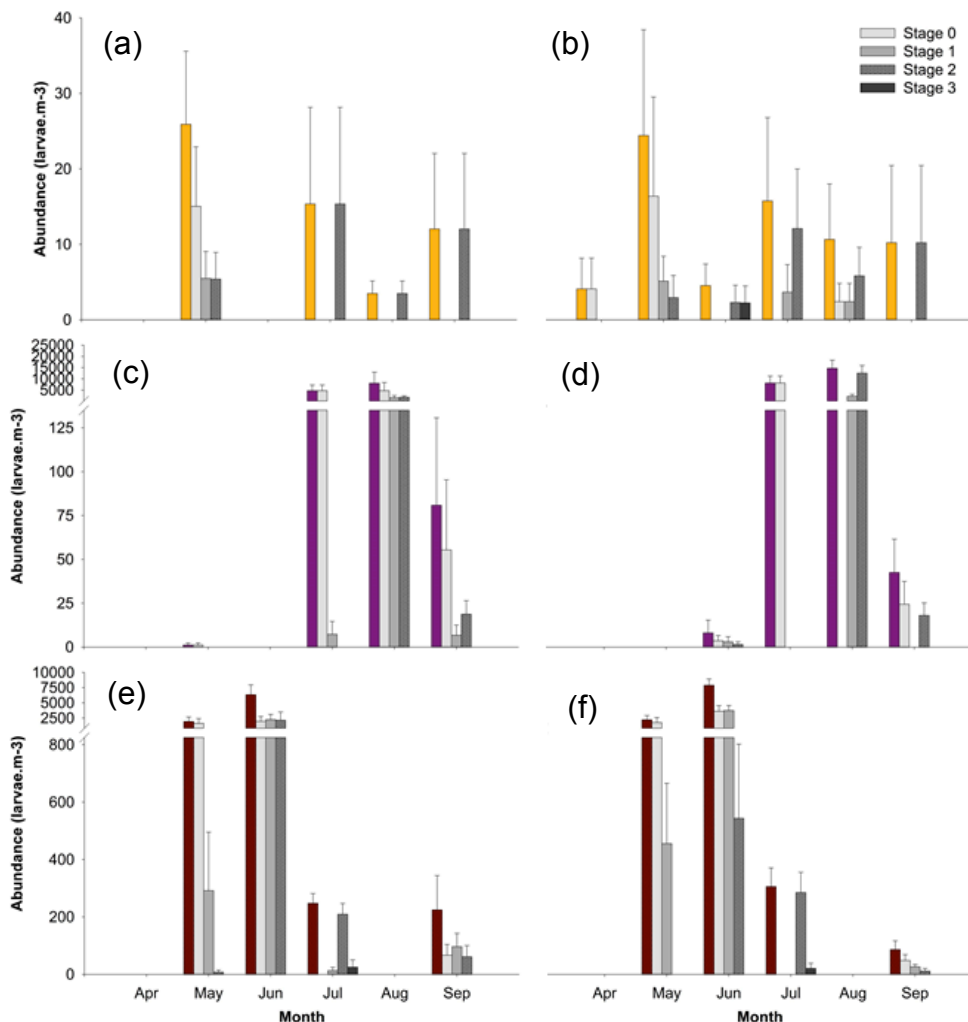 (a)
40
30
20
10
0
Abundance (larvae.m-3)
(b)
Stage 0
Stage 1
Stage 2
Stage 3
(c)
25000
20000
15000
10000
5000
125
100
75
50
25
0
Abundance (larvae.m-3)
(d)
(e)
10000
7500
5000
2500
800
600
400
200
0
Abundance (larvae.m-3)
Apr May Jun Jul Aug Sep
Month
(f)
Apr May Jun Jul Aug Sep
Month